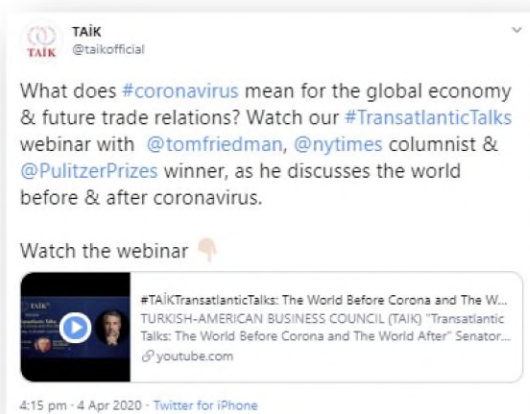 TAİK
@taikofficial
What does #coronavirus mean for the global economy
& future trade relations? Watch our #TransatlanticTalks
webinar with @tomfriedman, @nytimes columnist &
@PulitzerPrizes winner, as he discusses the world
before & after coronavirus.
Watch the webinar 👇🏻
#TAİKTransatlanticTalks: The World Before Corona and The W...
TURKISH-AMERICAN BUSINESS COUNCIL (TAIK) "Transatlantic
Talks: The World Before Corona and The World After" Senator...
youtube.com
4:15 pm · 4 Apr 2020 · Twitter for iPhone
TAİK
TAİK